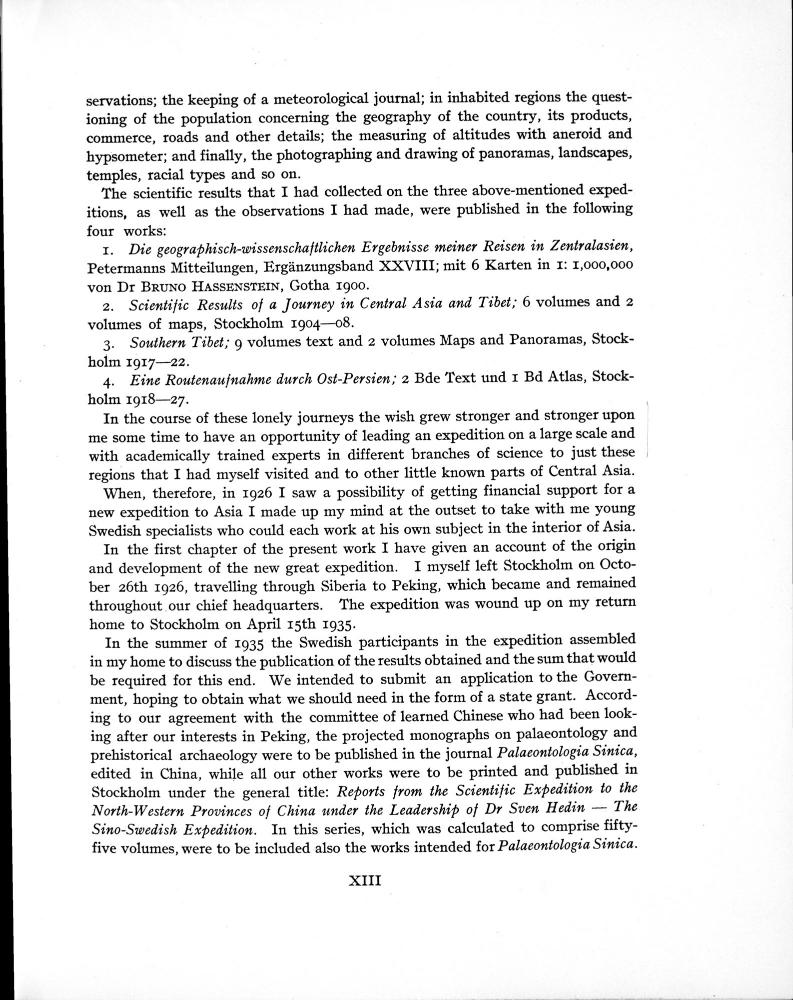 servations; the keeping of a meteorological journal; in inhabited regions the quest-
ioning of the population concerning the geography of the country, its products,
commerce, roads and other details; the measuring of altitudes with aneroid and
hypsometer; and finally, the photographing and drawing of panoramas, landscapes,
temples, racial types and so on.
The scientific results that I had collected on the three above-mentioned exped-
itions, as well as the observations I had made, were published in the following
four works:
1. Die geographisch-wissenschaftlichen Ergebnisse meiner Reisen in Zentralasien,
Petermanns Mitteilungen, Ergänzungsband XXVIII; mit 6 Karten in 1: 1,000,000
von Dr BRUNO HASSENSTEIN, Gotha 1900.
2. Scientific Results of a Journey in Central Asia and Tibet; 6 volumes and 2
volumes of maps, Stockholm 1904—08.
3. Southern Tibet; 9 volumes text and 2 volumes Maps and Panoramas, Stock-
holm 1917—22.
4. Eine Routenaufnahme durch Ost-Persien; 2 Bde Text und 1 Bd Atlas, Stock-
holm 1918—27.
In the course of these lonely journeys the wish grew stronger and stronger upon
me some time to have an opportunity of leading an expedition on a large scale and
with academically trained experts in different branches of science to just these
regions that I had myself visited and to other little known parts of Central Asia.
When, therefore, in 1926 I saw a possibility of getting financial support for a
new expedition to Asia I made up my mind at the outset to take with me young
Swedish specialists who could each work at his own subject in the interior of Asia.
In the first chapter of the present work I have given an account of the origin
and development of the new great expedition. I myself left Stockholm on Octo-
ber 26th 1926, travelling through Siberia to Peking, which became and remained
throughout our chief headquarters. The expedition was wound up on my return
home to Stockholm on April 15th 1935.
In the summer of 1935 the Swedish participants in the expedition assembled
in my home to discuss the publication of the results obtained and the sum that would
be required for this end. We intended to submit an application to the Govern-
ment, hoping to obtain what we should need in the form of a state grant. Accord-
ing to our agreement with the committee of learned Chinese who had been look-
ing after our interests in Peking, the projected monographs on palaeontology and
prehistorical archaeology were to be published in the journal Palaeontologia Sinica,
edited in China, while all our other works were to be printed and published in
Stockholm under the general title: Reports from the Scientific Expedition to the
North-Western Provinces of China under the Leadership of Dr Sven Hedin — The
Sino-Swedish Expedition. In this series, which was calculated to comprise fifty-
five volumes, were to be included also the works intended for Palaeontologia Sinica.
XIII